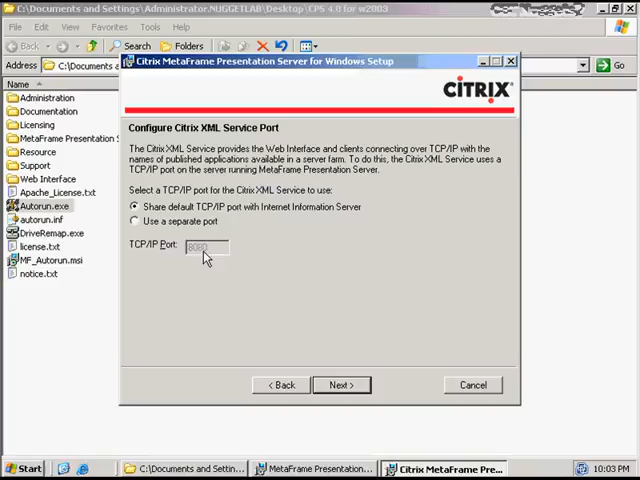 C:\Documents and Settings\Administrator.NUGGETLAB\Desktop\CPS 4.0 for w2003
File Edit View Favorites Tools Help
Back Search Folders
Address C:\Documents and Go
Name
Administration
Documentation
Licensing
MetaFrame Presentation S
Resource
Support
Web Interface
Apache_License.txt
Autorun.exe
autorun.inf
DriveRemap.exe
license.txt
MF_Autorun.msi
notice.txt
Citrix MetaFrame Presentation Server for Windows Setup
CITRIX
Configure Citrix XML Service Port
The Citrix XML Service provides the Web Interface and clients connecting over TCP/IP with the
names of published applications available in a server farm. To do this, the Citrix XML Service uses a
TCP/IP port on the server running MetaFrame Presentation Server.
Select a TCP/IP port for the Citrix XML Service to use:
Share default TCP/IP port with Internet Information Server
Use a separate port
TCP/IP Port: 8080
< Back Next > Cancel
Start C:\Documents and Settin... MetaFrame Presentation... Citrix MetaFrame Pre... 10:03 PM